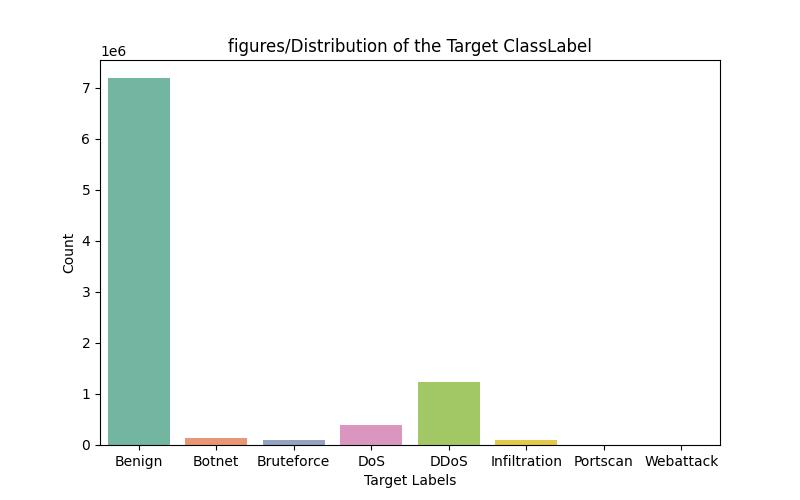 figures/Distribution of the Target ClassLabel
1e6
7
6
5
4
3
2
1
0
Count
Benign Botnet Bruteforce DoS DDoS Infiltration Portscan Webattack
Target Labels